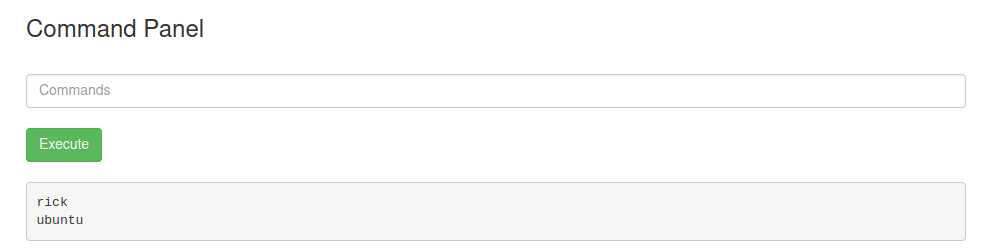 Command Panel
Commands
Execute
rick
ubuntu